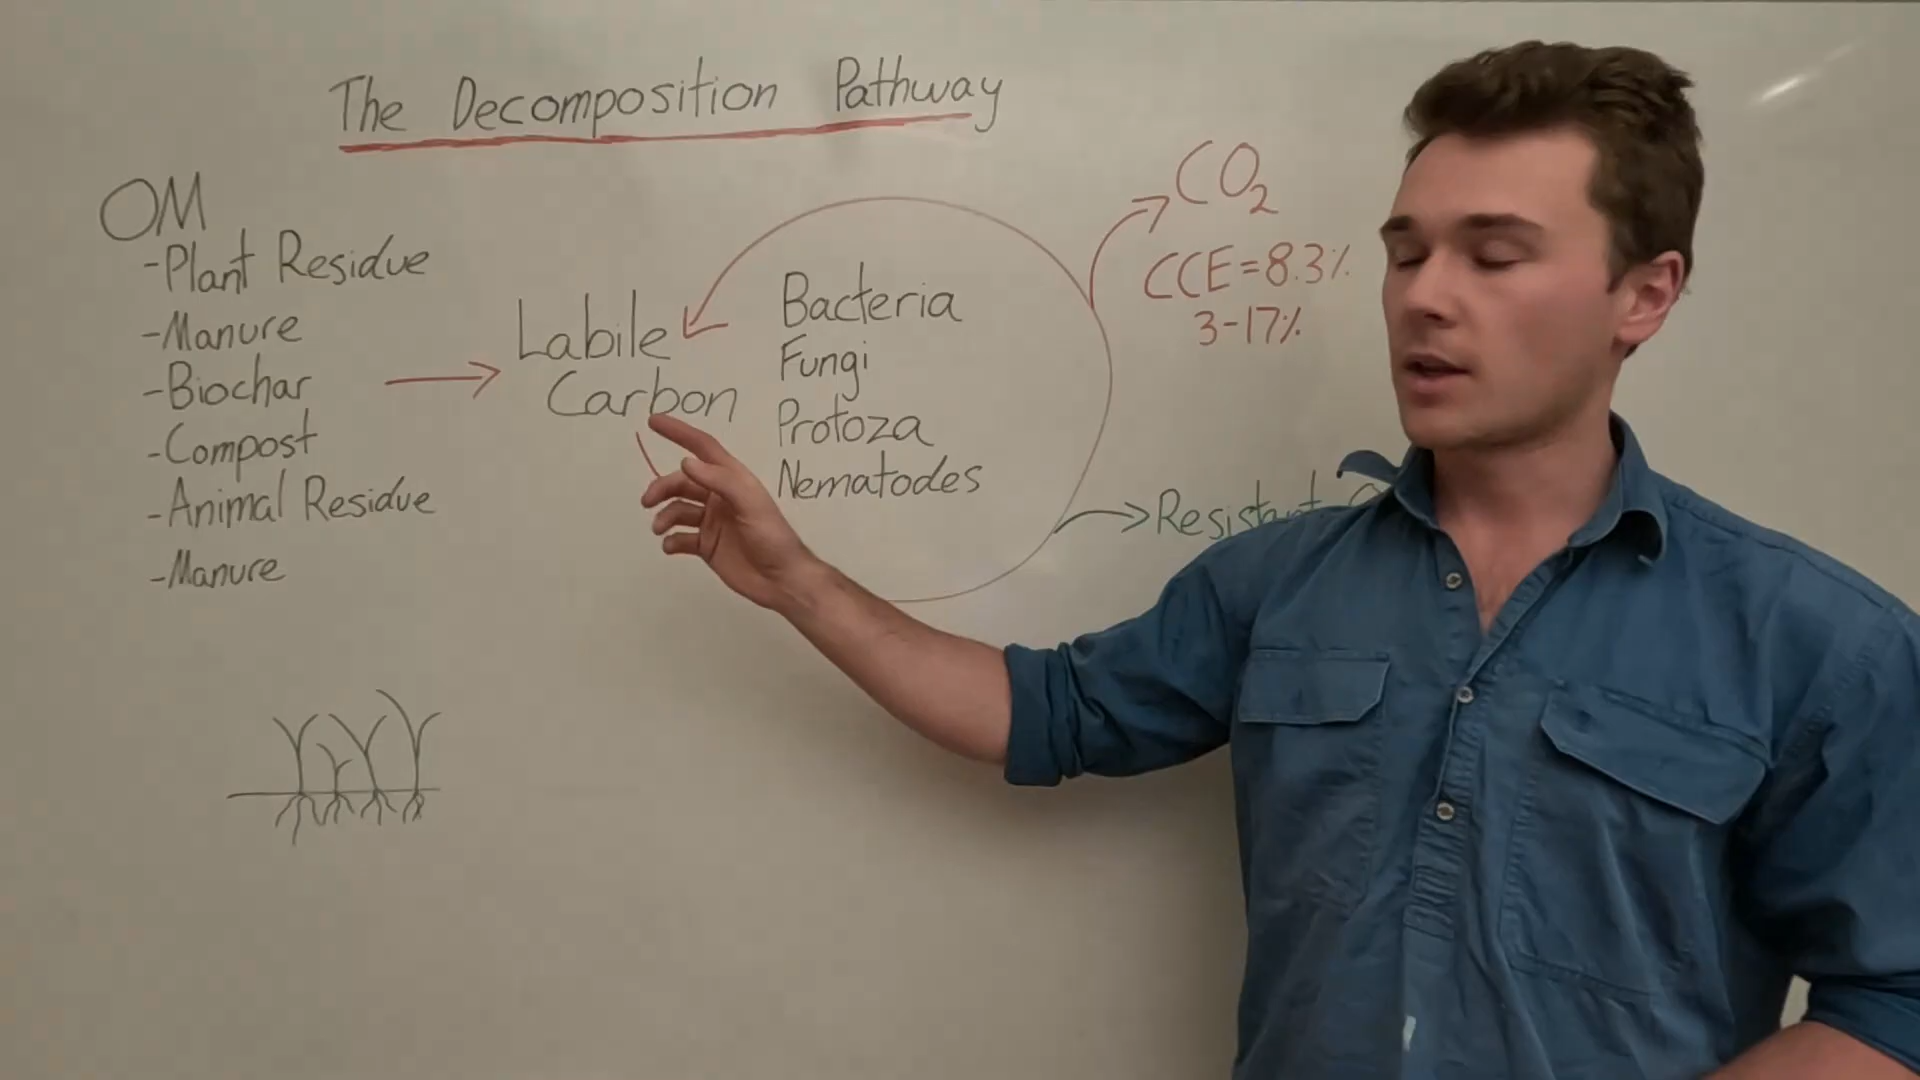 The Decomposition Pathway
OM
-Plant Residue
-Manure
-Biochar
-Compost
-Animal Residue
-Manure
Labile
Carbon
Bacteria
Fungi
Protoza
Nematodes
CO2
CCE=8.3%
3-17%
Resistant